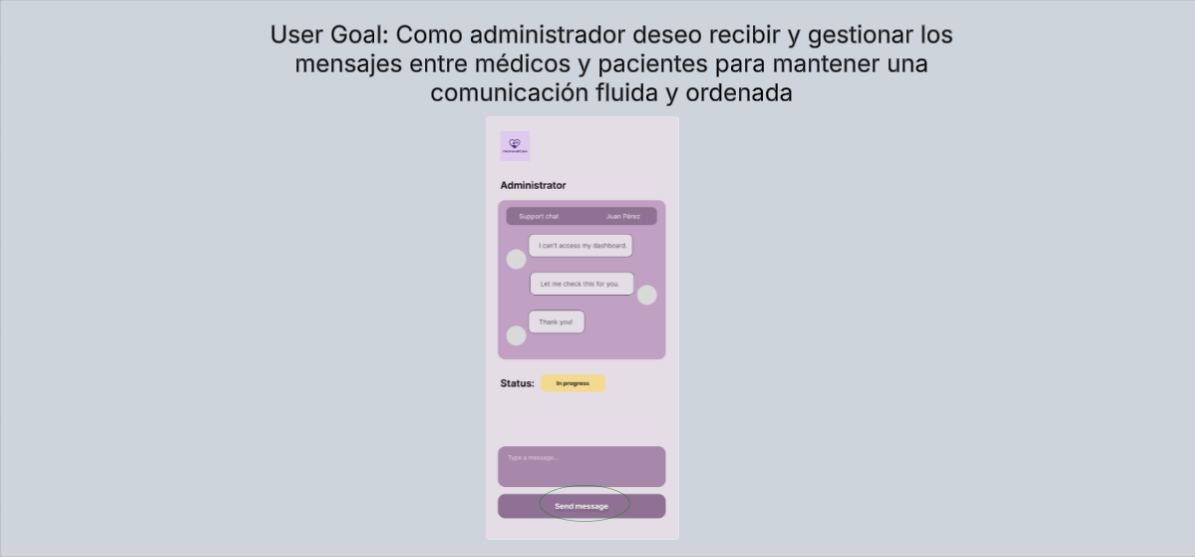 User Goal: Como administrador deseo recibir y gestionar los
mensajes entre médicos y pacientes para mantener una
comunicación fluida y ordenada
Administrator
Support chat Juan Pérez
I can't access my dashboard.
Let me check this for you.
Thank you!
Status: In progress
Type a message...
Send message